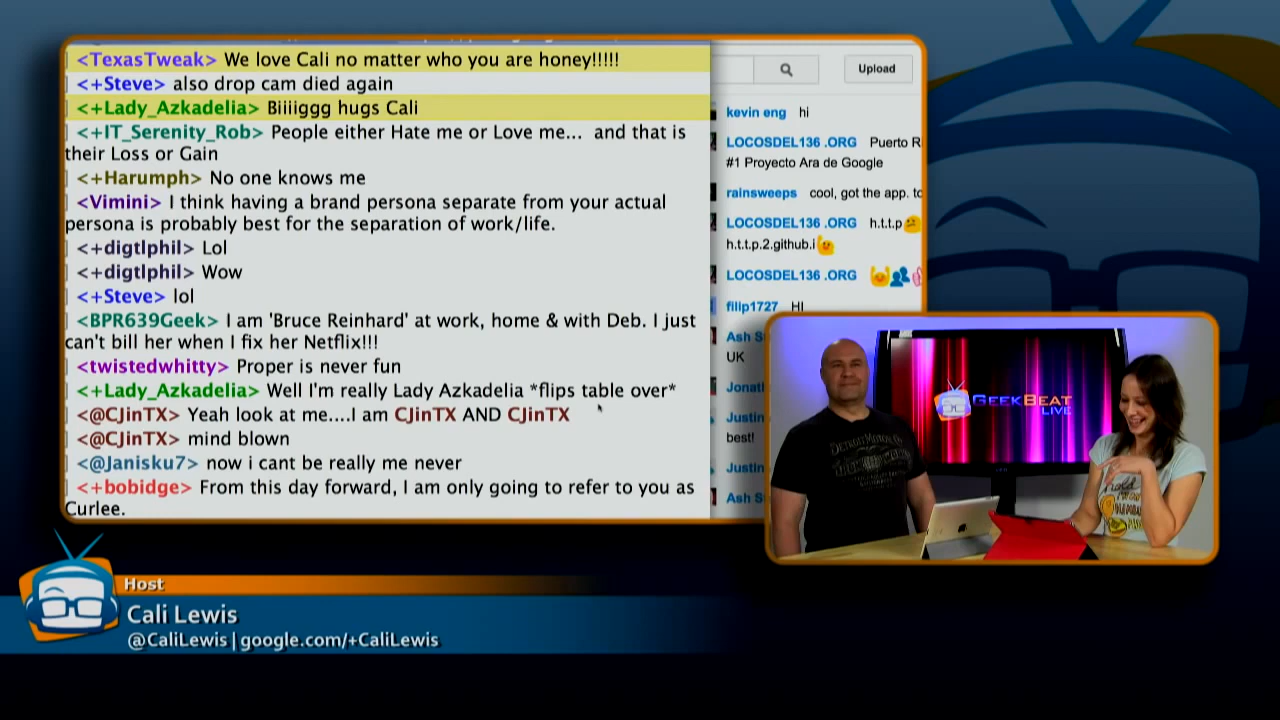 <TexasTweak> We love Cali no matter who you are honey!!!!!
<+Steve> also drop cam died again
<+Lady_Azkadelia> Biiiiggg hugs Cali
<+IT_Serenity_Rob> People either Hate me or Love me... and that is
their Loss or Gain
<+Harumph> No one knows me
<Vimini> I think having a brand persona separate from your actual
persona is probably best for the separation of work/life.
<+digtlphil> Lol
<+digtlphil> Wow
<+Steve> lol
<BPR639Geek> I am 'Bruce Reinhard' at work, home & with Deb. I just
can't bill her when I fix her Netflix!!!
<twistedwhitty> Proper is never fun
<+Lady_Azkadelia> Well I'm really Lady Azkadelia *flips table over*
<@CJinTX> Yeah look at me....I am CJinTX AND CJinTX
<@CJinTX> mind blown
<@Janisku7> now i cant be really me never
<+bobidge> From this day forward, I am only going to refer to you as
Curlee.
Upload
kevin eng hi
LOCOSDEL136 .ORG Puerto R
#1 Proyecto Ara de Google
rainsweeps cool, got the app. to
LOCOSDEL136 .ORG h.t.t.p
h.t.t.p.2.github.i
LOCOSDEL136 .ORG
filip1727 HI
Ash S
UK
Jonat
Justin
best!
Justin
Ash S
GEEKBEAT
LIVE
Host
Cali Lewis
@CaliLewis | google.com/+CaliLewis